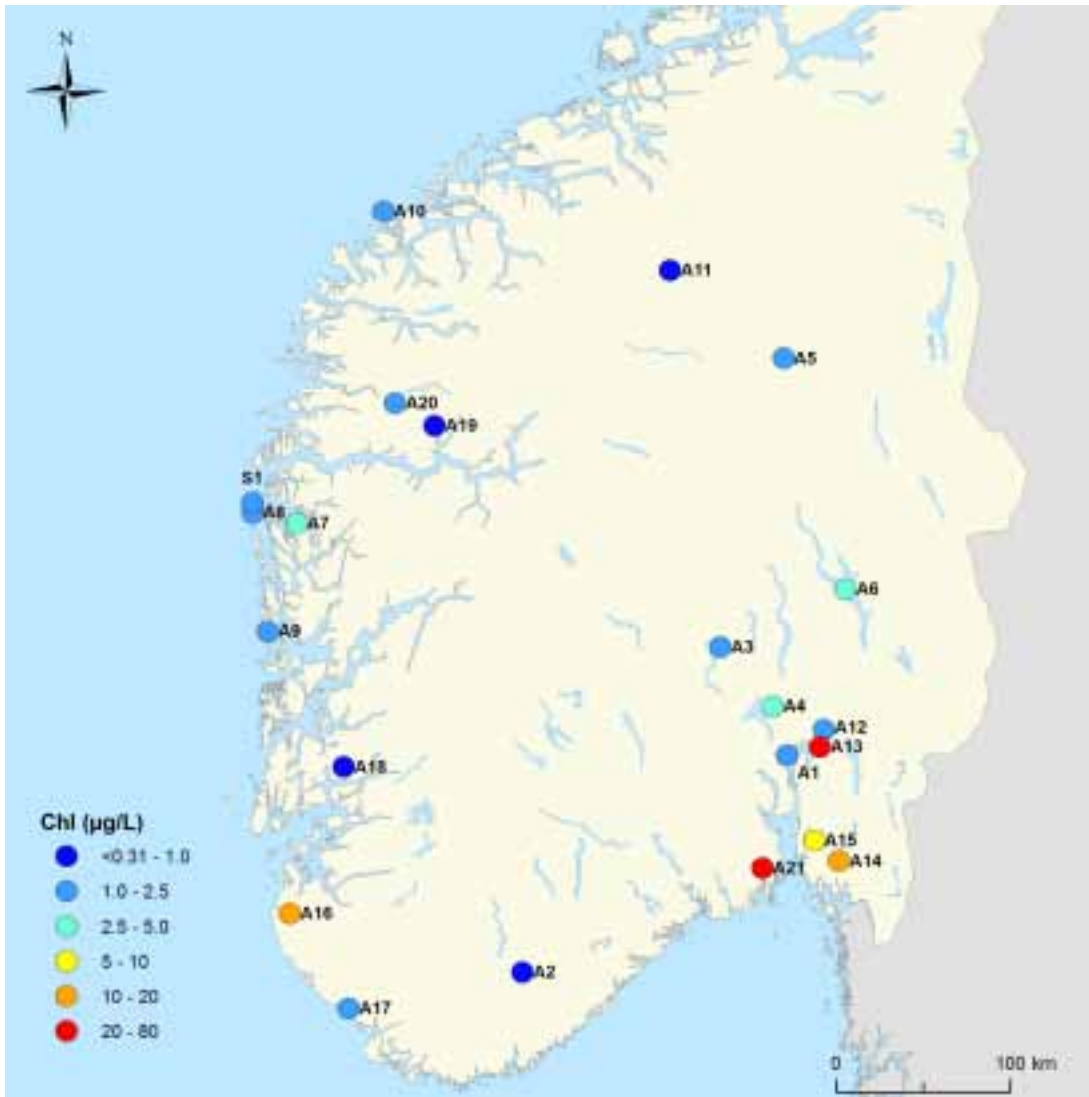 N
A10
A11
A5
A20
A19
S1
A8
A7
A6
A9
A3
A4
A12
A13
A1
A18
Chl (µg/L)
<0.31 - 1.0
1.0 - 2.5
2.5 - 5.0
5 - 10
10 - 20
20 - 80
A15
A14
A21
A16
A2
A17
0 100 km